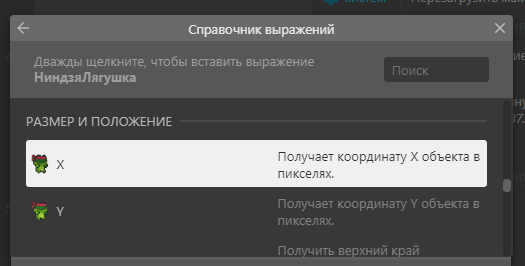 Справочник выражений
Дважды щелкните, чтобы вставить выражение
НиндзяЛягушка
Поиск
РАЗМЕР И ПОЛОЖЕНИЕ
X
Получает координату X объекта в
пикселях.
Y
Получает координату Y объекта в
пикселях.
Получить верхний край